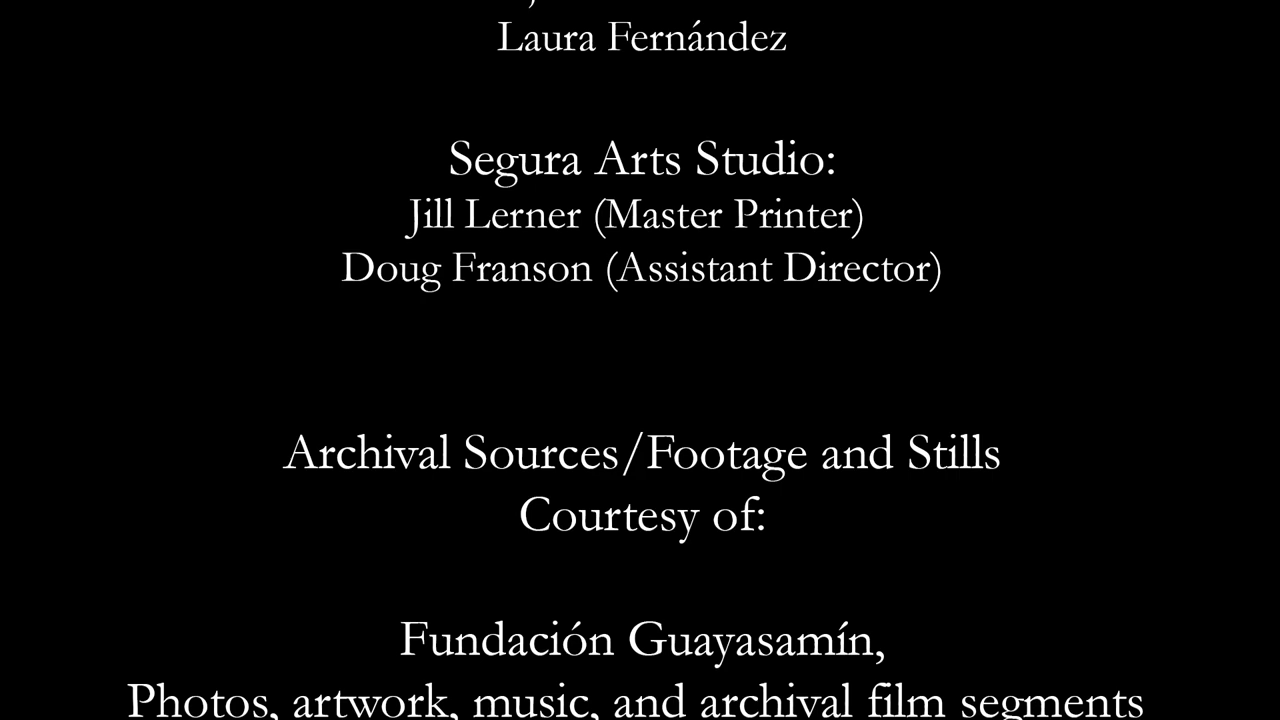 Laura Fernández
Segura Arts Studio:
Jill Lerner (Master Printer)
Doug Franson (Assistant Director)
Archival Sources/Footage and Stills
Courtesy of:
Fundación Guayasamín,
Photos, artwork, music, and archival film segments